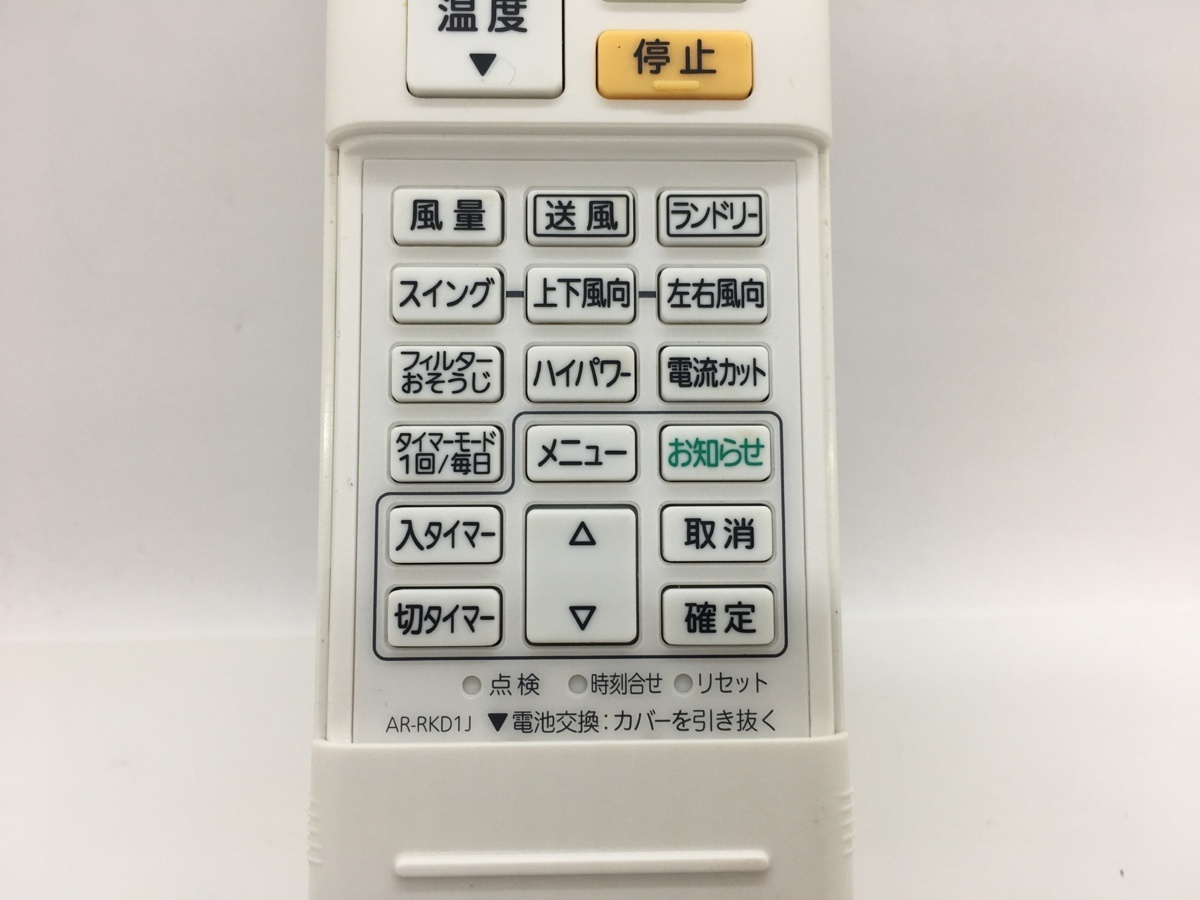 温度
▼
停止
風量
送風
ランドリー
スイング
上下風向
左右風向
フィルター
おそうじ
ハイパワー
電流カット
タイマーモード
1回/毎日
メニュー
お知らせ
入タイマー
△
取消
切タイマー
▽
確定
点検
時刻合せ
リセット
AR-RKD1J ▼電池交換:カバーを引き抜く